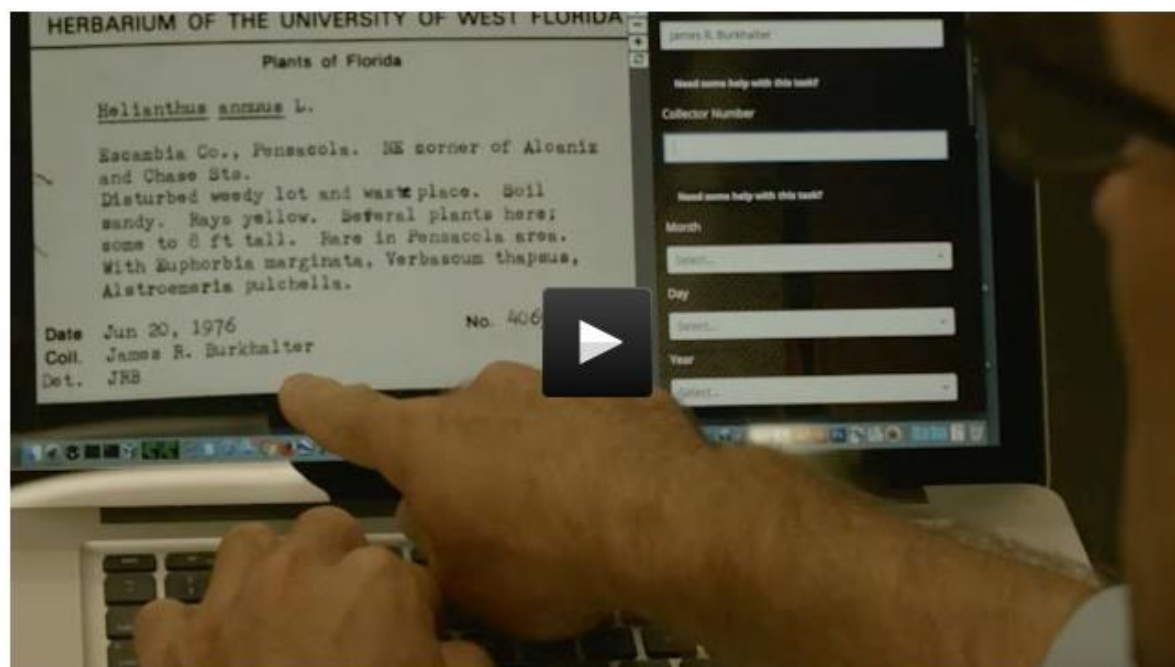 HERBARIUM OF THE UNIVERSITY OF WEST FLORIDA
Plants of Florida
Helianthus annuus L.
Escambia Co., Pensacola. NE corner of Alcaniz
and Chase Sts.
Disturbed weedy lot and waste place. Soil
sandy. Rays yellow. Several plants here;
some to 6 ft tall. Rare in Pensacola area.
With Euphorbia marginata, Verbascum thapsus,
Alstroemeria pulchella.
Date Jun 20, 1976
No.
Coll. James R. Burkhalter
Det. JRB
James R. Burkhalter
Need some help with this task?
Collector Number
Need some help with this task?
Month
Select...
Day
Select...
Year
Select...